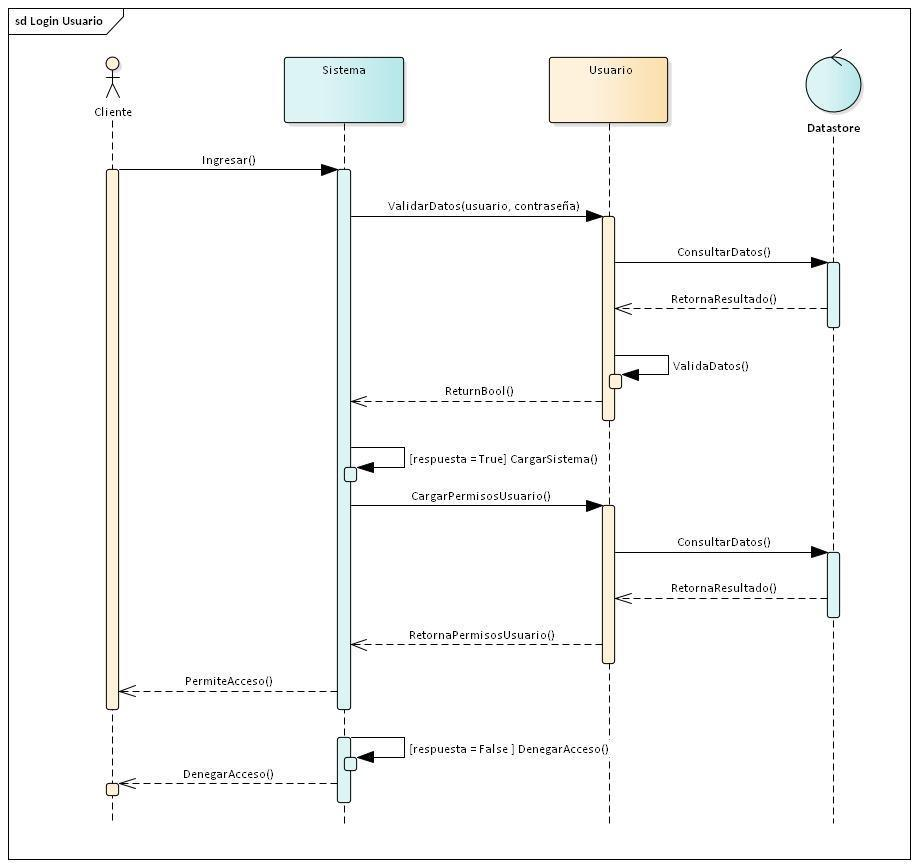 sd Login Usuario
Cliente
Sistema
Usuario
Datastore
Ingresar()
ValidarDatos(usuario, contraseña)
ConsultarDatos()
RetornaResultado()
ValidaDatos()
ReturnBool()
[respuesta =True] CargarSistema()
CargarPermisosUsuario()
ConsultarDatos()
RetornaResultado()
RetornaPermisosUsuario()
PermiteAcceso()
[respuesta = False ] DenegarAcceso()
DenegarAcceso()